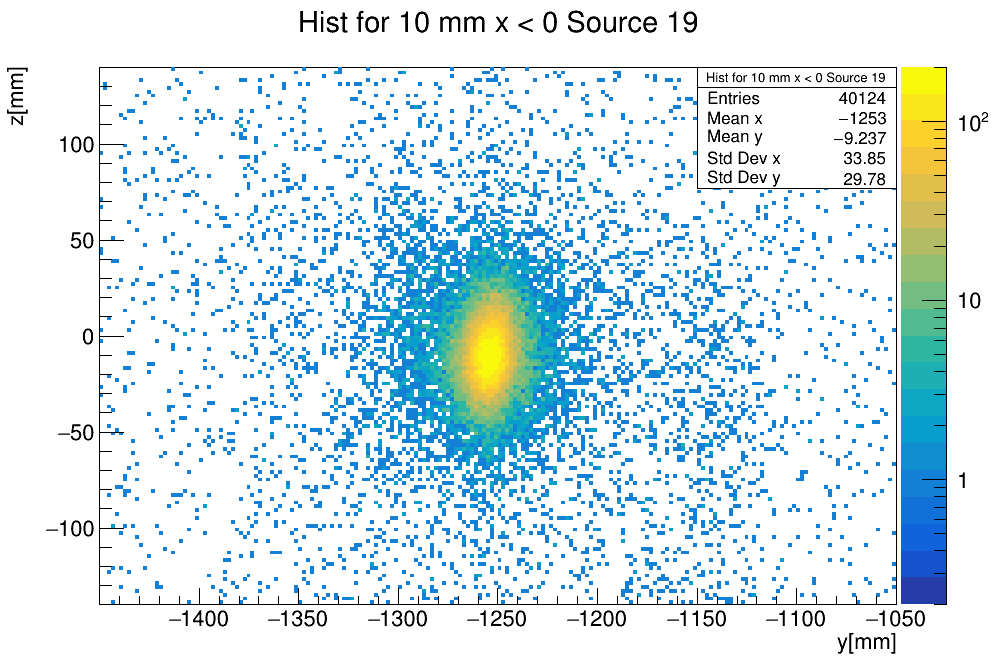 Hist for 10 mm x < 0 Source 19
z[mm]
Hist for 10 mm x < 0 Source 19
Entries 40124
Mean x −1253
Mean y −9.237
Std Dev x 33.85
Std Dev y 29.78
100
50
0
−50
−100
−1400
−1350
−1300
−1250
−1200
−1150
−1100
−1050
y[mm]
10²
10
1